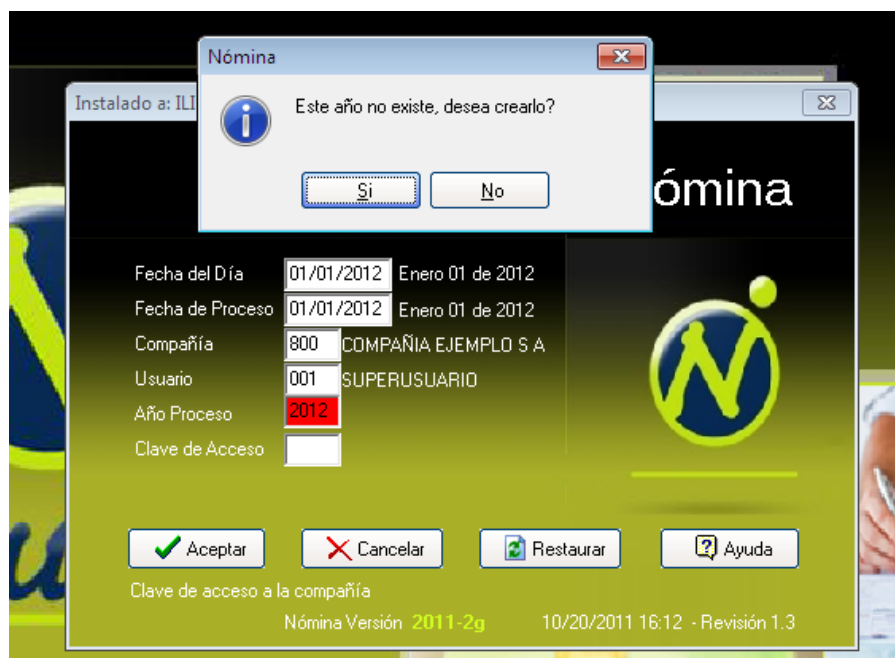 Nómina
Instalado a: ILI
Este año no existe, desea crearlo?
Si
No
ómina
Fecha del Día 01/01/2012 Enero 01 de 2012
Fecha de Proceso 01/01/2012 Enero 01 de 2012
Compañía 800 COMPAÑIA EJEMPLO S A
Usuario 001 SUPERUSUARIO
Año Proceso 2012
Clave de Acceso
Aceptar Cancelar Restaurar Ayuda
Clave de acceso a la compañía
Nómina Versión 2011-2g 10/20/2011 16:12 - Revisión 1.3